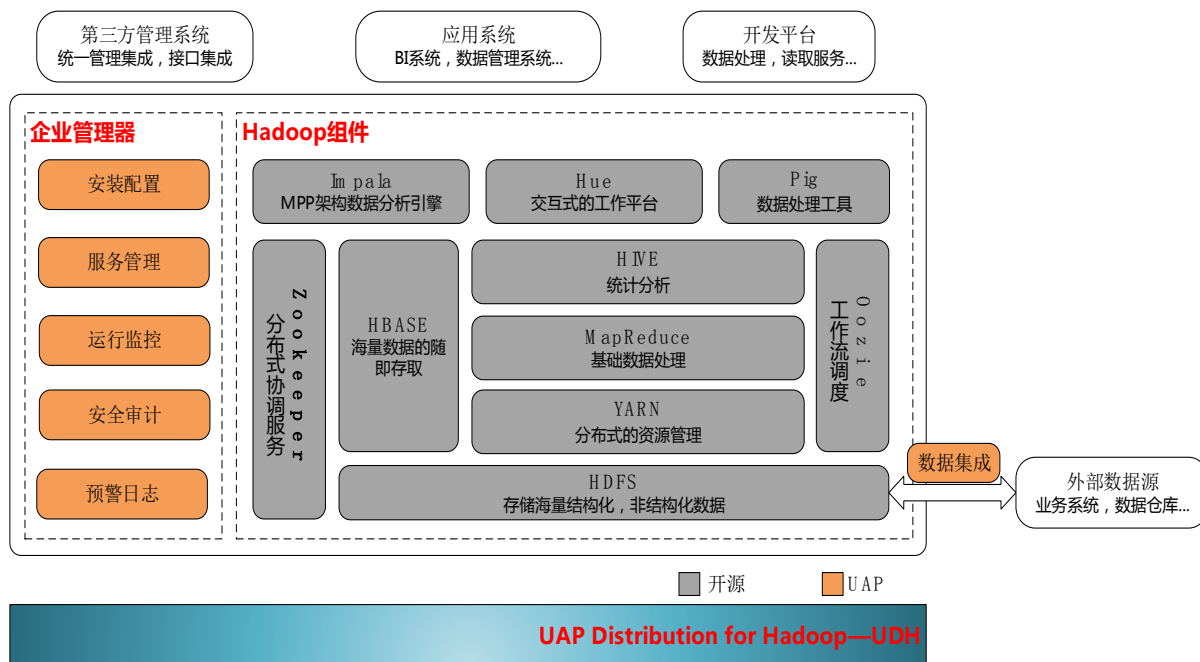 第三方管理系统
统一管理集成，接口集成
应用系统
BI系统，数据管理系统...
开发平台
数据处理，读取服务...
企业管理器
安装配置
服务管理
运行监控
安全审计
预警日志
Hadoop组件
Impala
MPP架构数据分析引擎
Hue
交互式的工作平台
Pig
数据处理工具
Zookeeper
分布式协调服务
HBASE
海量数据的随
即存取
HIVE
统计分析
MapReduce
基础数据处理
YARN
分布式的资源管理
Oozie
工作流调度
HDFS
存储海量结构化，非结构化数据
数据集成
外部数据源
业务系统，数据仓库...
开源
UAP
UAP Distribution for Hadoop—UDH